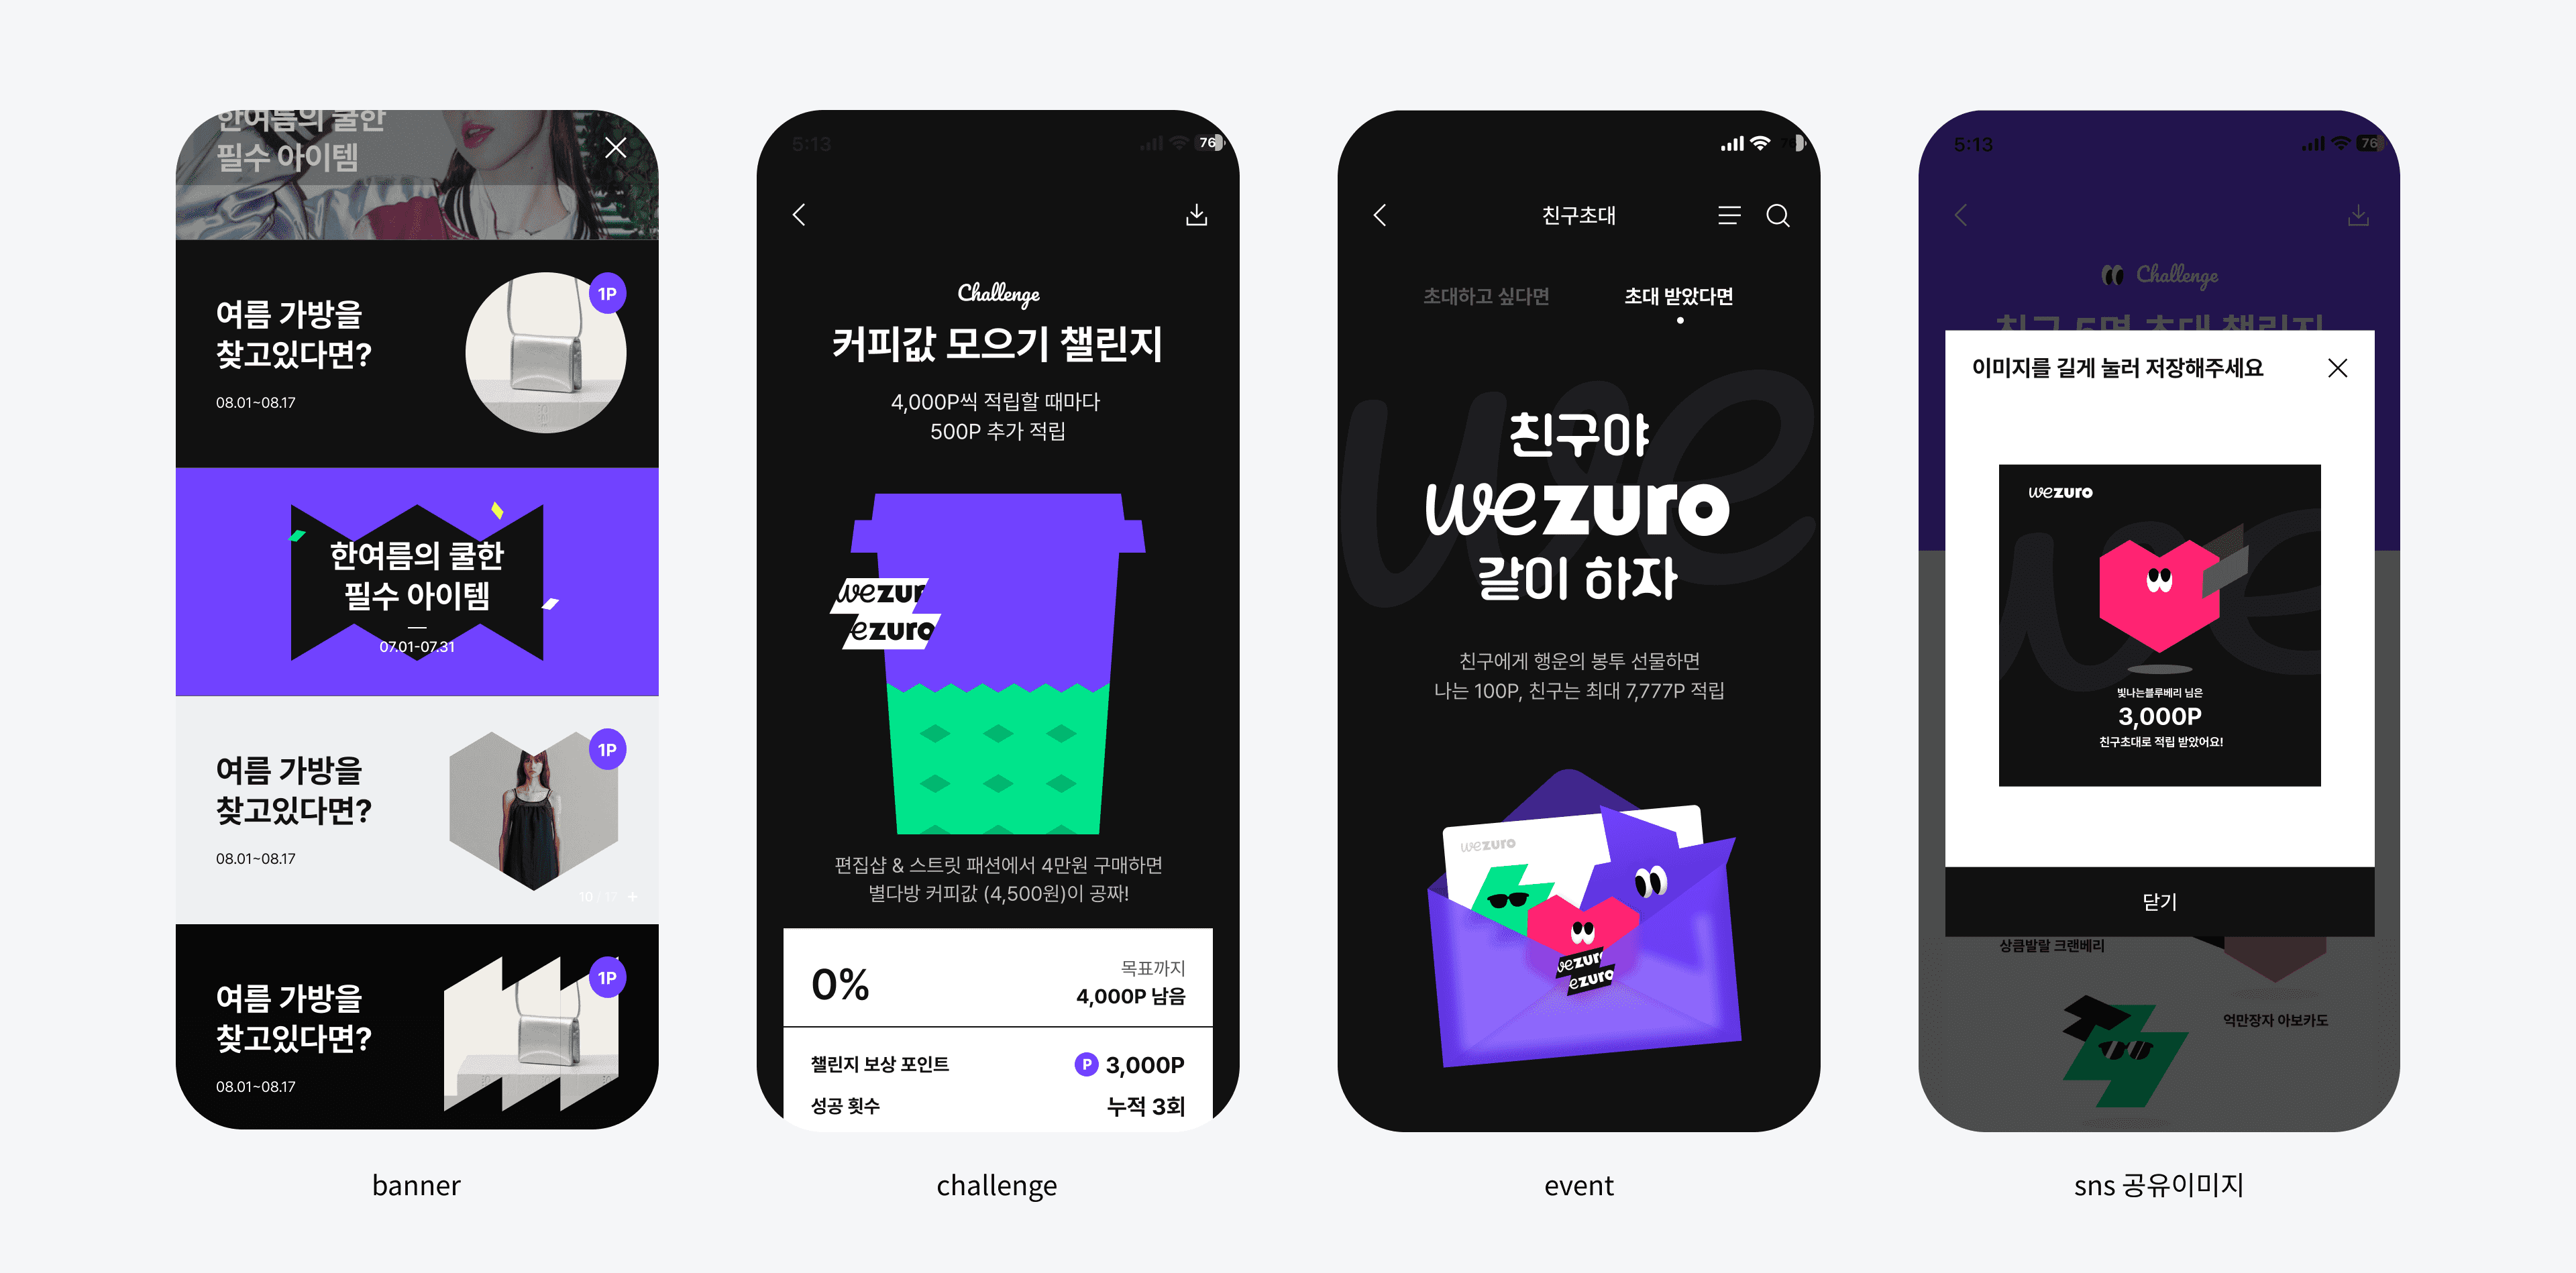 한여름의 쿨한
필수 아이템
여름 가방을
찾고있다면?
08.01~08.17
1P
한여름의 쿨한
필수 아이템
07.01-07.31
여름 가방을
찾고있다면?
08.01~08.17
1P
10 / 17 +
여름 가방을
찾고있다면?
08.01~08.17
1P
banner
5:13
76
Challenge
커피값 모으기 챌린지
4,000P씩 적립할 때마다
500P 추가 적립
wezur
ezuro
편집샵 & 스트릿 패션에서 4만원 구매하면
별다방 커피값 (4,500원)이 공짜!
0%
목표까지
4,000P 남음
챌린지 보상 포인트
P 3,000P
성공 횟수
누적 3회
challenge
76
친구초대
초대하고 싶다면
초대 받았다면
we
친구야
wezuro
같이 하자
친구에게 행운의 봉투 선물하면
나는 100P, 친구는 최대 7,777P 적립
wezuro
wezur
ezuro
event
5:13
76
Challenge
친구 5명 초대 챌린지
이미지를 길게 눌러 저장해주세요
wezuro
we
빛나는블루베리 님은
3,000P
친구초대로 적립 받았어요!
닫기
상큼발랄 크랜베리
억만장자 아보카도
sns 공유이미지